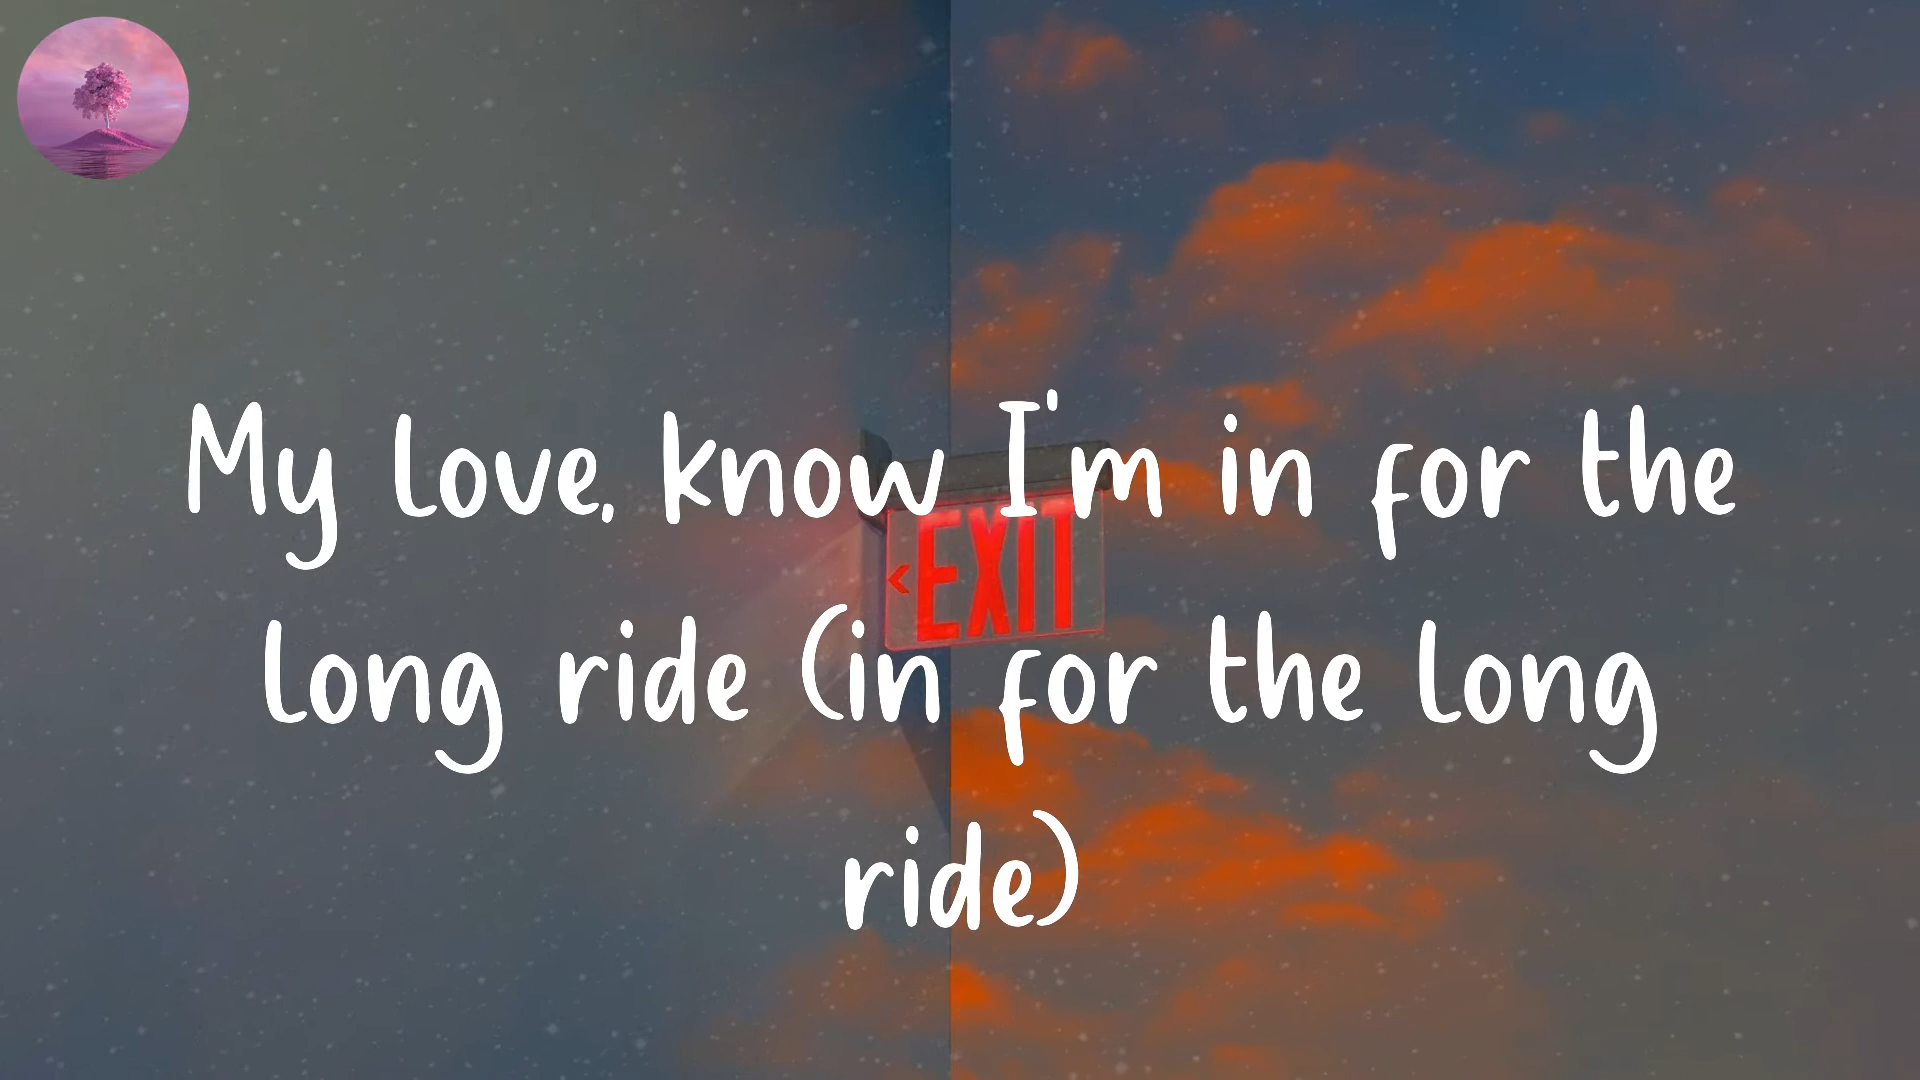 My love, know I'm in for the
<EXIT
long ride (in for the long
ride)